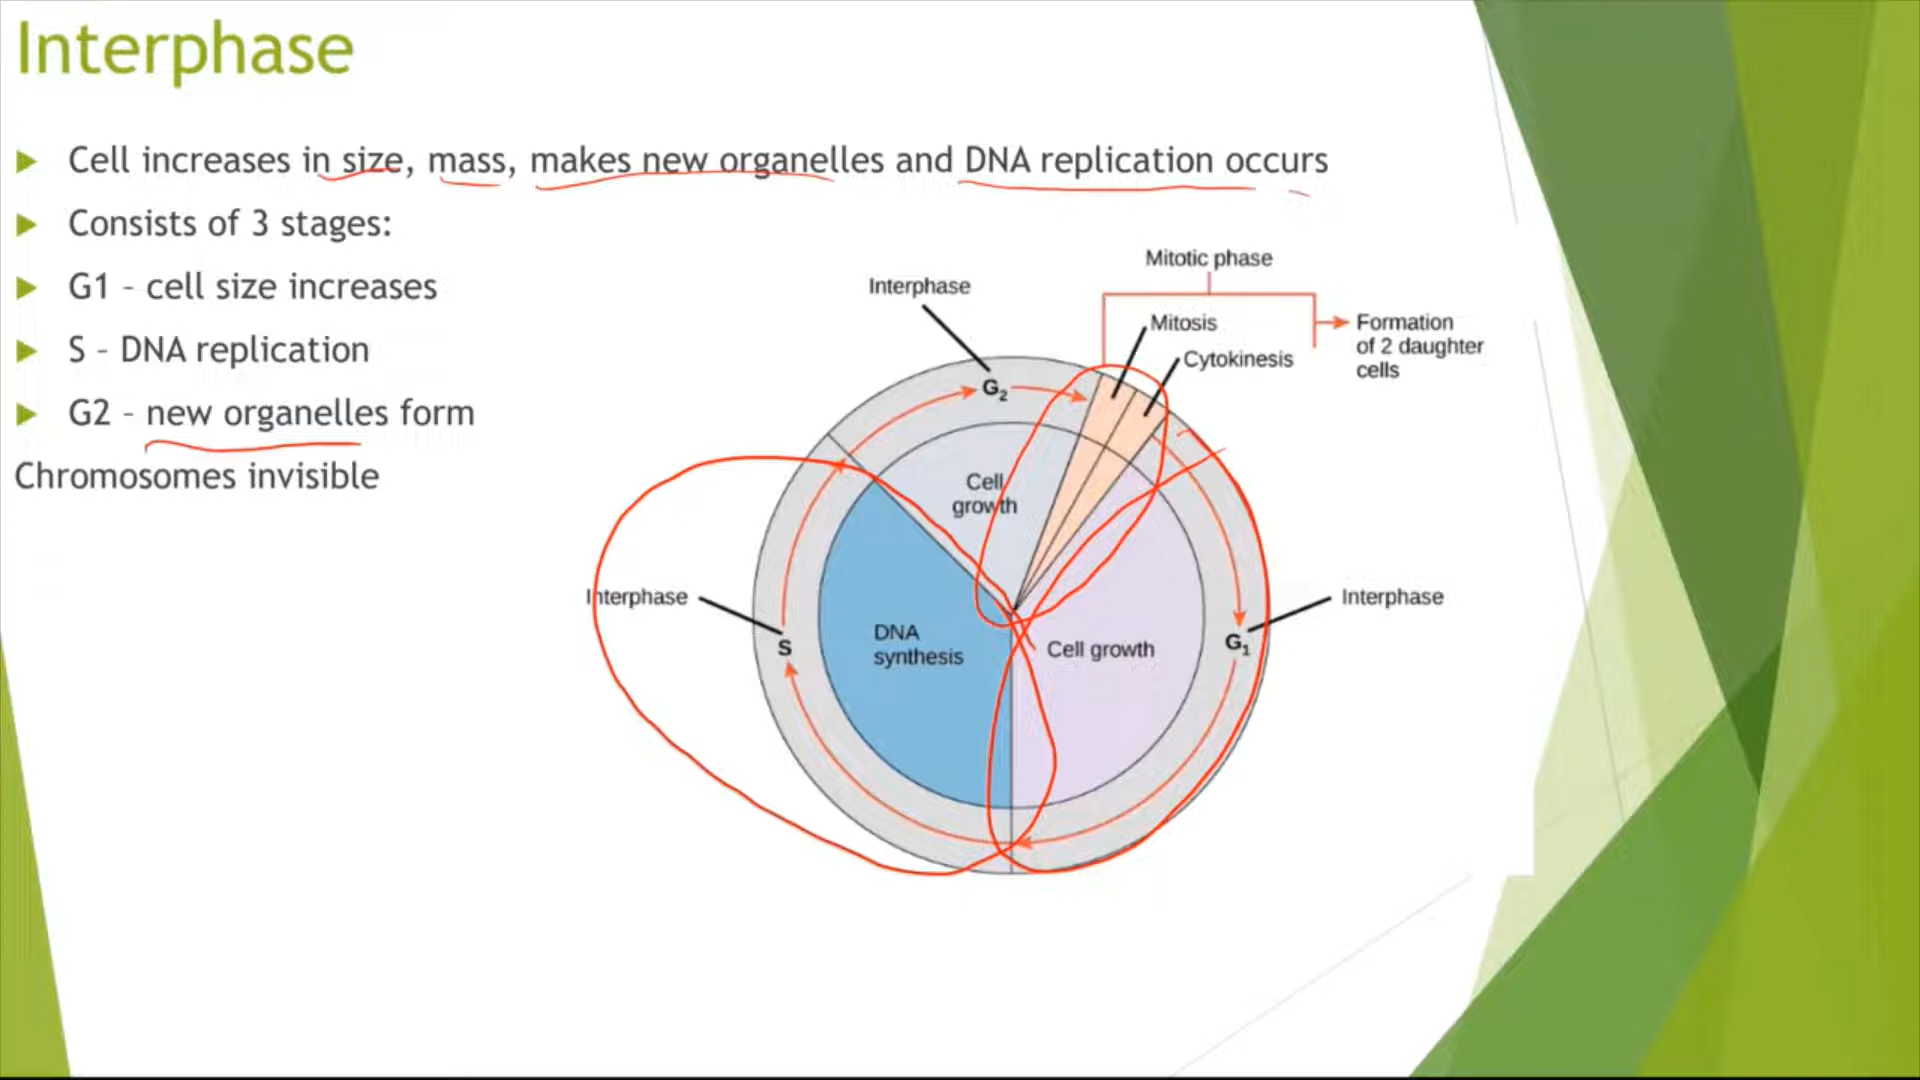 Interphase
Cell increases in size, mass, makes new organelles and DNA replication occurs
Consists of 3 stages:
G1 – cell size increases
S – DNA replication
G2 – new organelles form
Chromosomes invisible
Mitotic phase
Interphase
Mitosis
Cytokinesis
Formation
of 2 daughter
cells
G₂
Cell
growth
Interphase
S
DNA
synthesis
Cell growth
G₁
Interphase